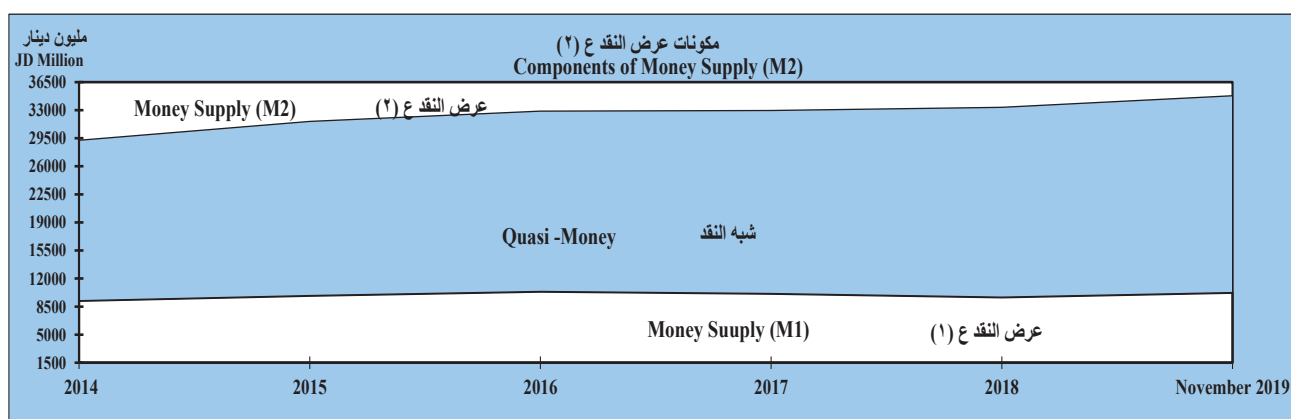 مليون دينار
JD Million
مكونات عرض النقد ع (٢)
Components of Money Supply (M2)
36500
33000
29500
26000
22500
19000
15500
12000
8500
5000
1500
Money Supply (M2) عرض النقد ع (٢)
Quasi -Money شبه النقد
Money Suuply (M1) عرض النقد ع (١)
2014 2015 2016 2017 2018 November 2019